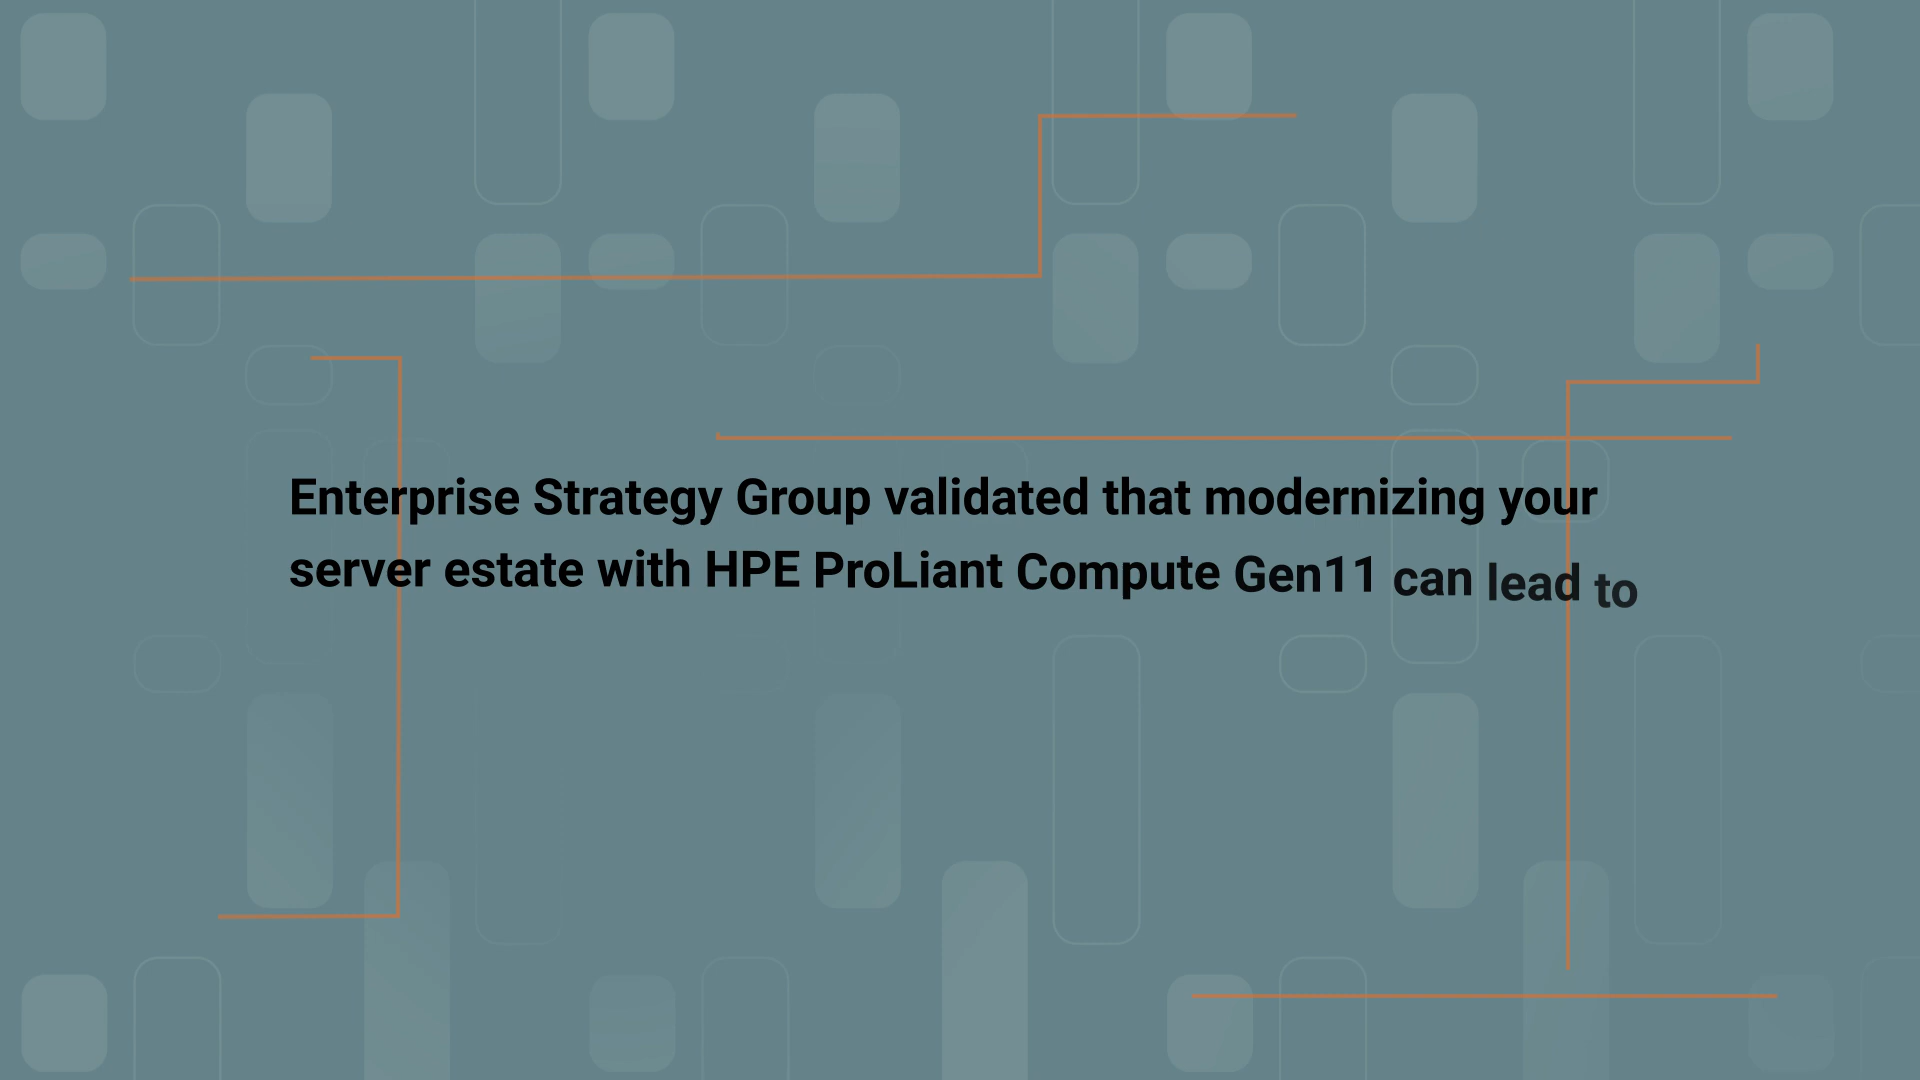 Enterprise Strategy Group validated that modernizing your
server estate with HPE ProLiant Compute Gen11 can lead to